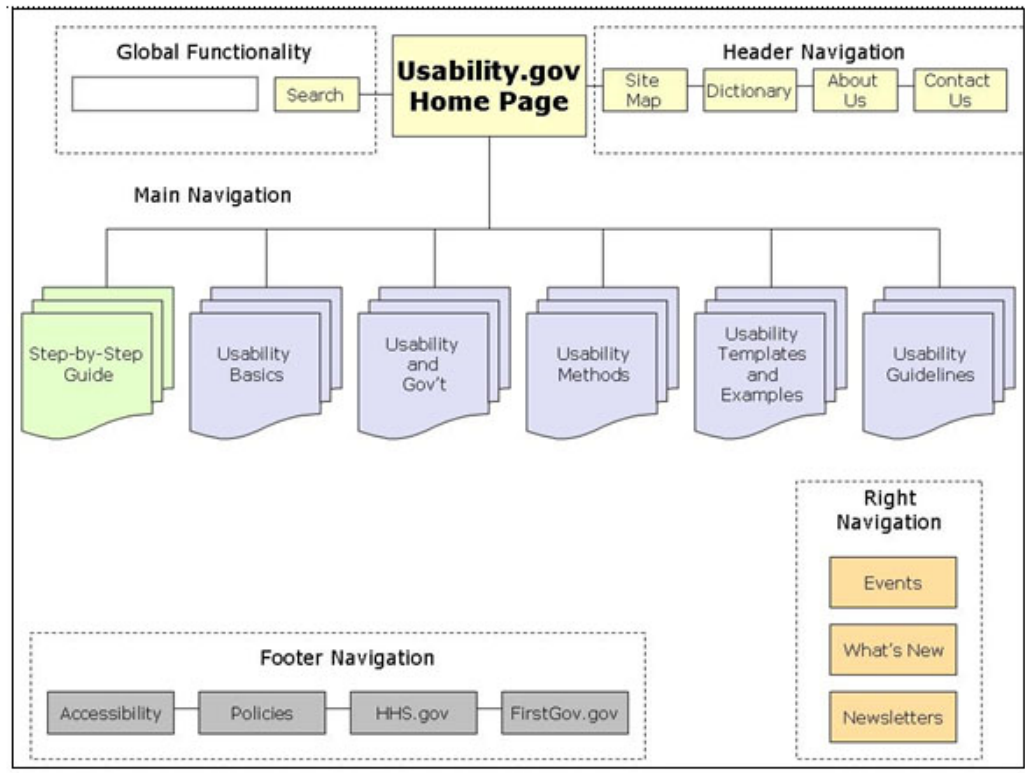 Global Functionality
Search
Usability.gov
Home Page
Header Navigation
Site
Map
Dictionary
About
Us
Contact
Us
Main Navigation
Step-by-Step
Guide
Usability
Basics
Usability
and
Gov't
Usability
Methods
Usability
Templates
and
Examples
Usability
Guidelines
Right
Navigation
Events
What's New
Newsletters
Footer Navigation
Accessibility
Policies
HHS.gov
FirstGov.gov